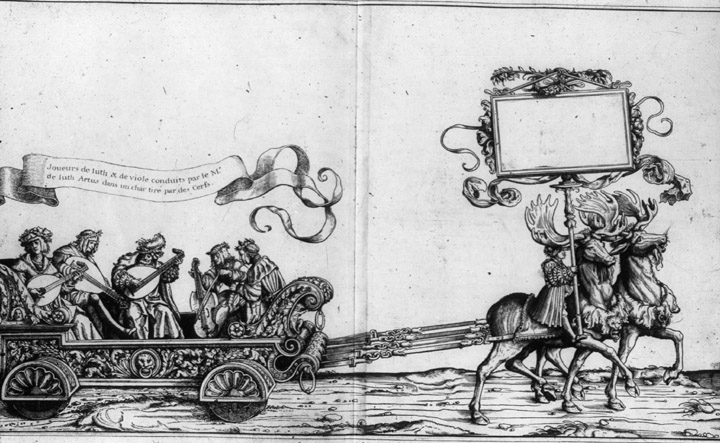 Joueurs de luth & de viole conduits par le M.ᵉ
de luth Artus dans un char tiré par des Cerfs.